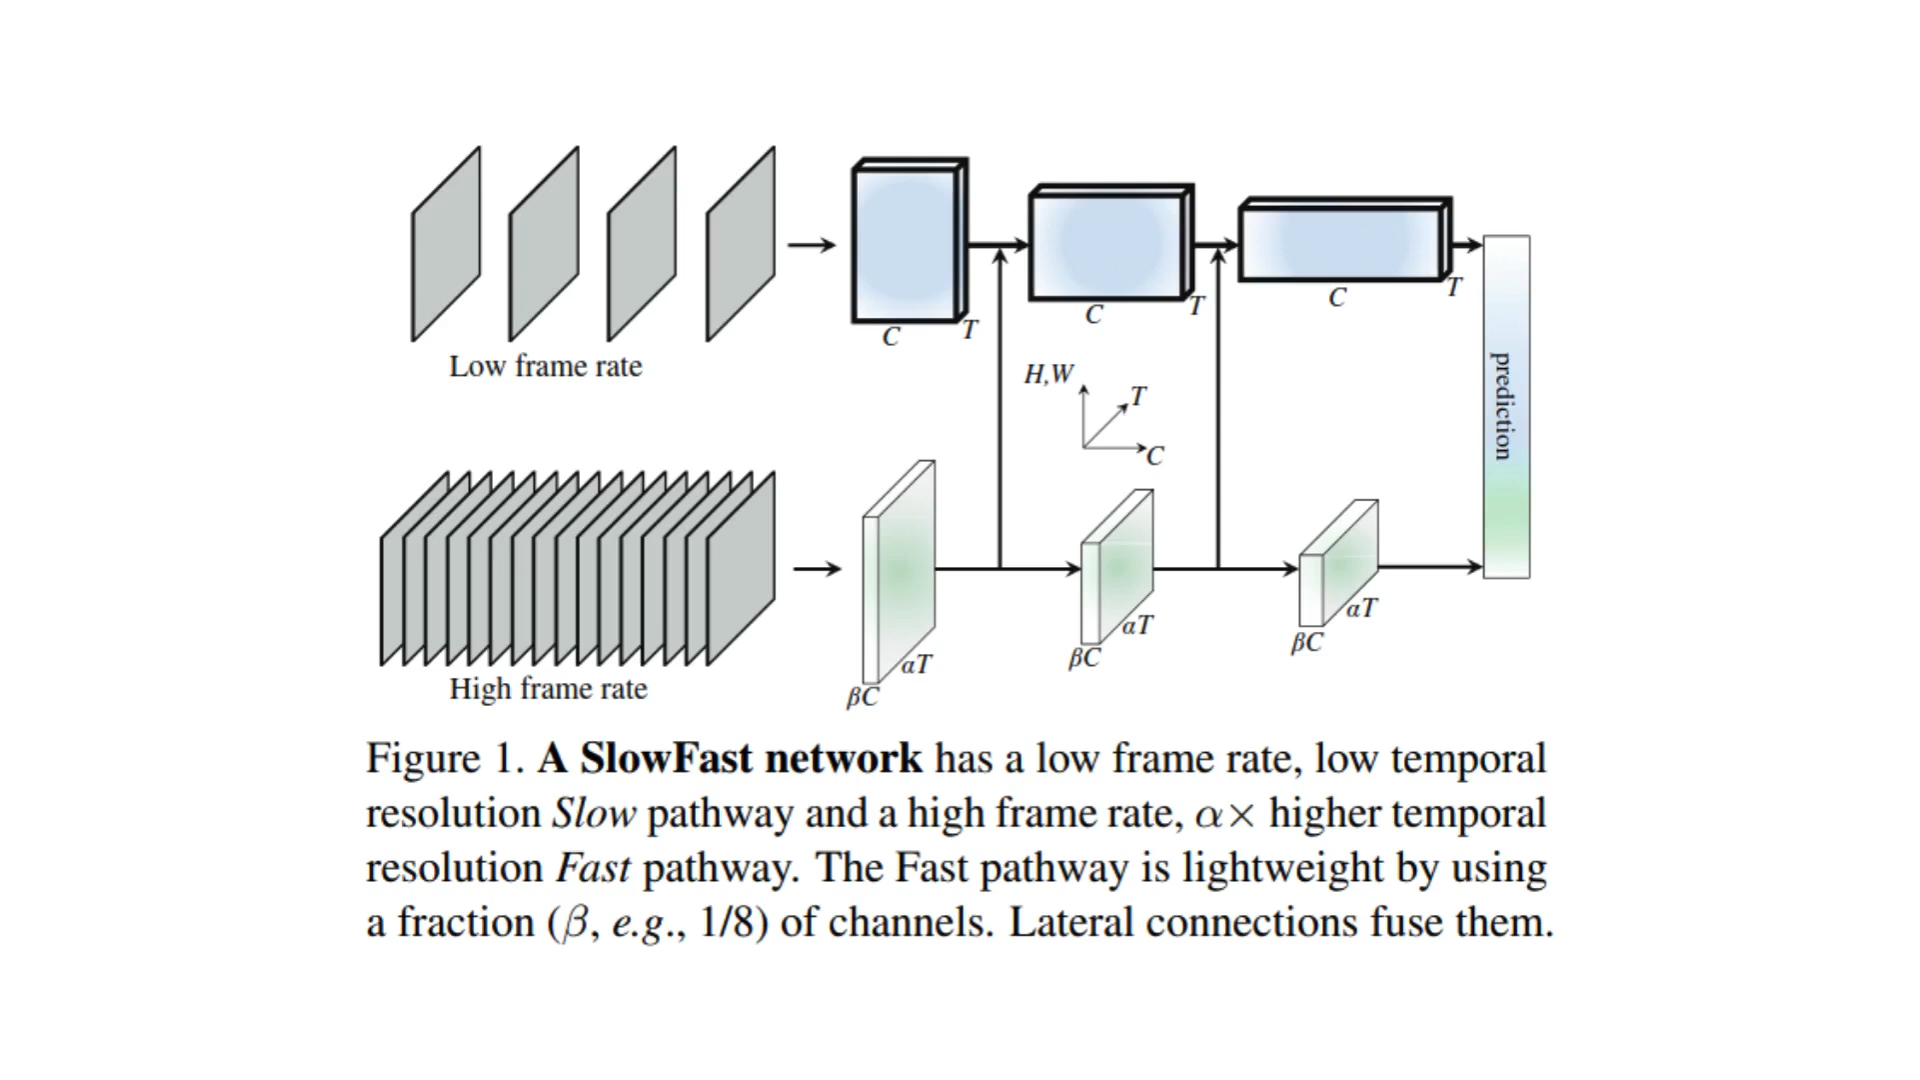 Low frame rate
C
T
C
T
C
T
H,W
T
C
prediction
High frame rate
βC
αT
βC
αT
βC
αT
Figure 1. A SlowFast network has a low frame rate, low temporal
resolution Slow pathway and a high frame rate, α× higher temporal
resolution Fast pathway. The Fast pathway is lightweight by using
a fraction (β, e.g., 1/8) of channels. Lateral connections fuse them.